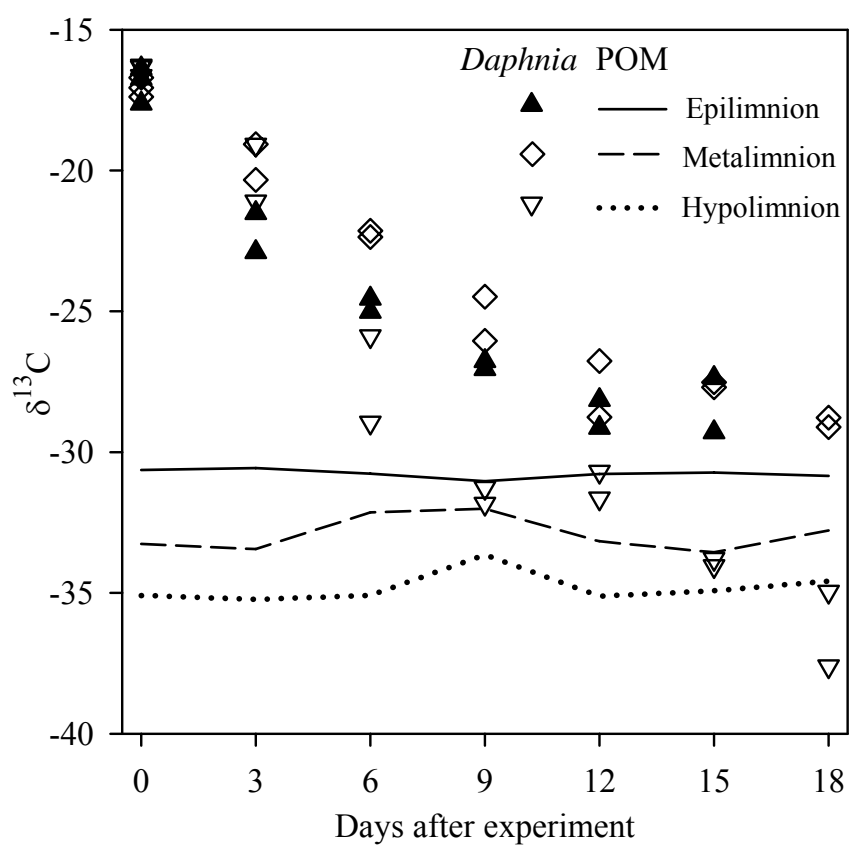 -15
Daphnia POM
Epilimnion
-20
Metalimnion
Hypolimnion
-25
δ13C
-30
-35
-40
0 3 6 9 12 15 18
Days after experiment